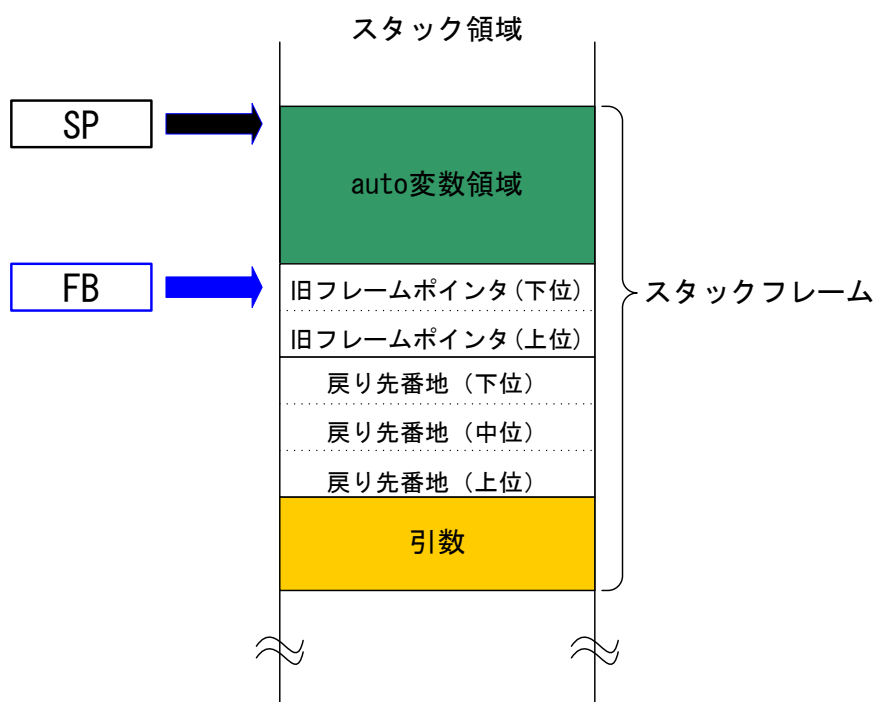 スタック領域
SP
auto変数領域
FB
旧フレームポインタ(下位)
旧フレームポインタ(上位)
スタックフレーム
戻り先番地（下位）
戻り先番地（中位）
戻り先番地（上位）
引数